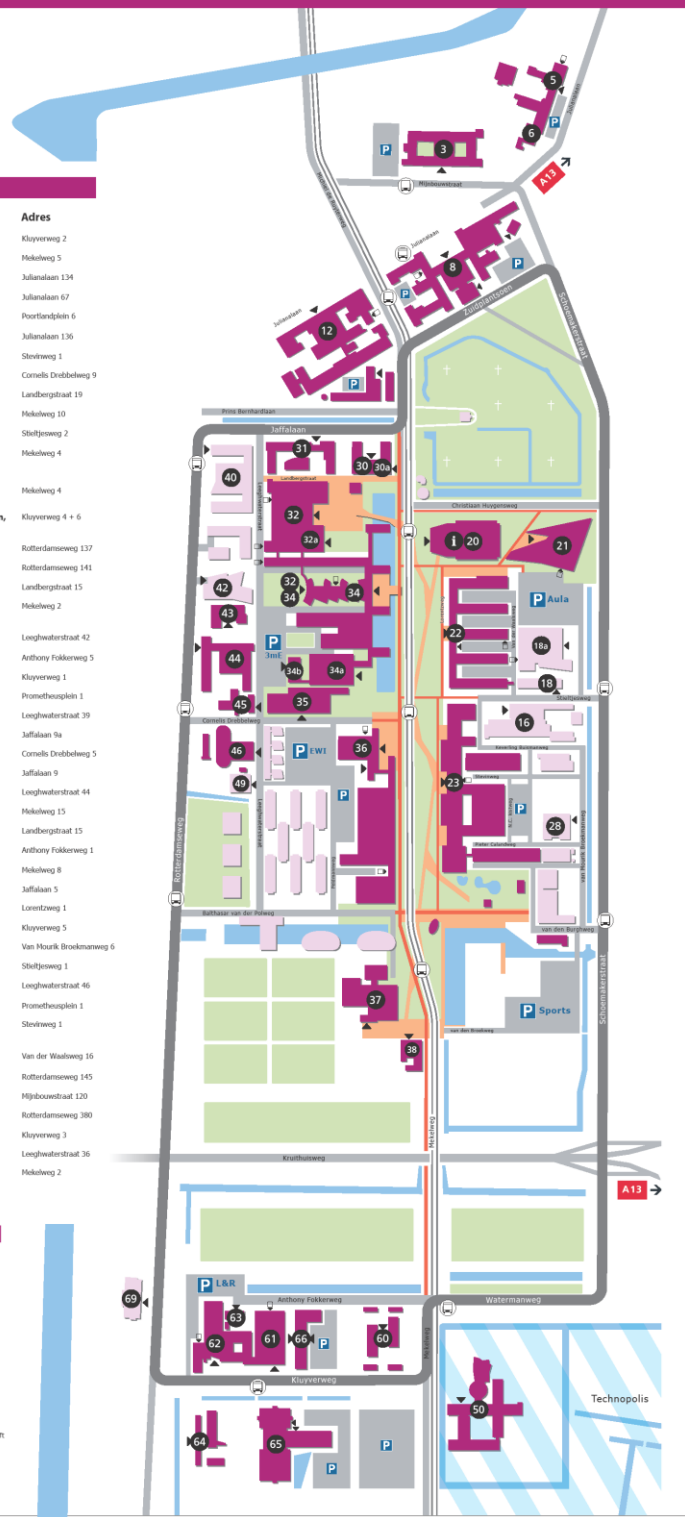 Adres
Kluyverweg 2
Mekelweg 5
Julianalaan 134
Julianalaan 67
Poortlandplein 6
Julianalaan 136
Stevinweg 1
Cornelis Drebbelweg 9
Landbergstraat 19
Mekelweg 10
Stieltjesweg 2
Mekelweg 4
Mekelweg 4
Kluyverweg 4 + 6
Rotterdamseweg 137
Rotterdamseweg 141
Landbergstraat 15
Mekelweg 2
Leeghwaterstraat 42
Anthony Fokkerweg 5
Kluyverweg 1
Prometheusplein 1
Leeghwaterstraat 39
Jaffalaan 9a
Cornelis Drebbelweg 5
Jaffalaan 9
Leeghwaterstraat 44
Mekelweg 15
Landbergstraat 15
Anthony Fokkerweg 1
Mekelweg 8
Jaffalaan 5
Lorentzweg 1
Kluyverweg 5
Van Mourik Broekmanweg 6
Stieltjesweg 1
Leeghwaterstraat 46
Prometheusplein 1
Stevinweg 1
Van der Waalsweg 16
Rotterdamseweg 145
Mijnbouwstraat 120
Rotterdamseweg 380
Kluyverweg 3
Leeghwaterstraat 36
Mekelweg 2
5
P
6
3
P
A13
Mijnbouwstraat
Julianalaan
8
P
P
Zuidplantsoen
Schoemakerstraat
Julianalaan
12
P
Prins Bernhardlaan
Jaffalaan
31
30
30a
40
Landbergstraat
Leeghwaterstraat
32
32a
Christiaan Huygensweg
i 20
21
42
32
34
34
P Aula
43
22
18a
P
3mE
44
34b
34a
18
45
35
Stieltjesweg
Cornelis Drebbelweg
16
46
P EWI
36
49
P
23
Stevinweg
P
28
Leeghwaterstraat
Rotterdamseweg
Pieter Calandweg
Balthasar van der Polweg
van den Burghweg
37
P Sports
Schoemakerstraat
van den Broekweg
38
Mekelweg
Kruithuisweg
A13
69
P L&R
Anthony Fokkerweg
Watermanweg
63
62
61
66
P
60
Mekelweg
Kluyverweg
50
Technopolis
64
65
P
P